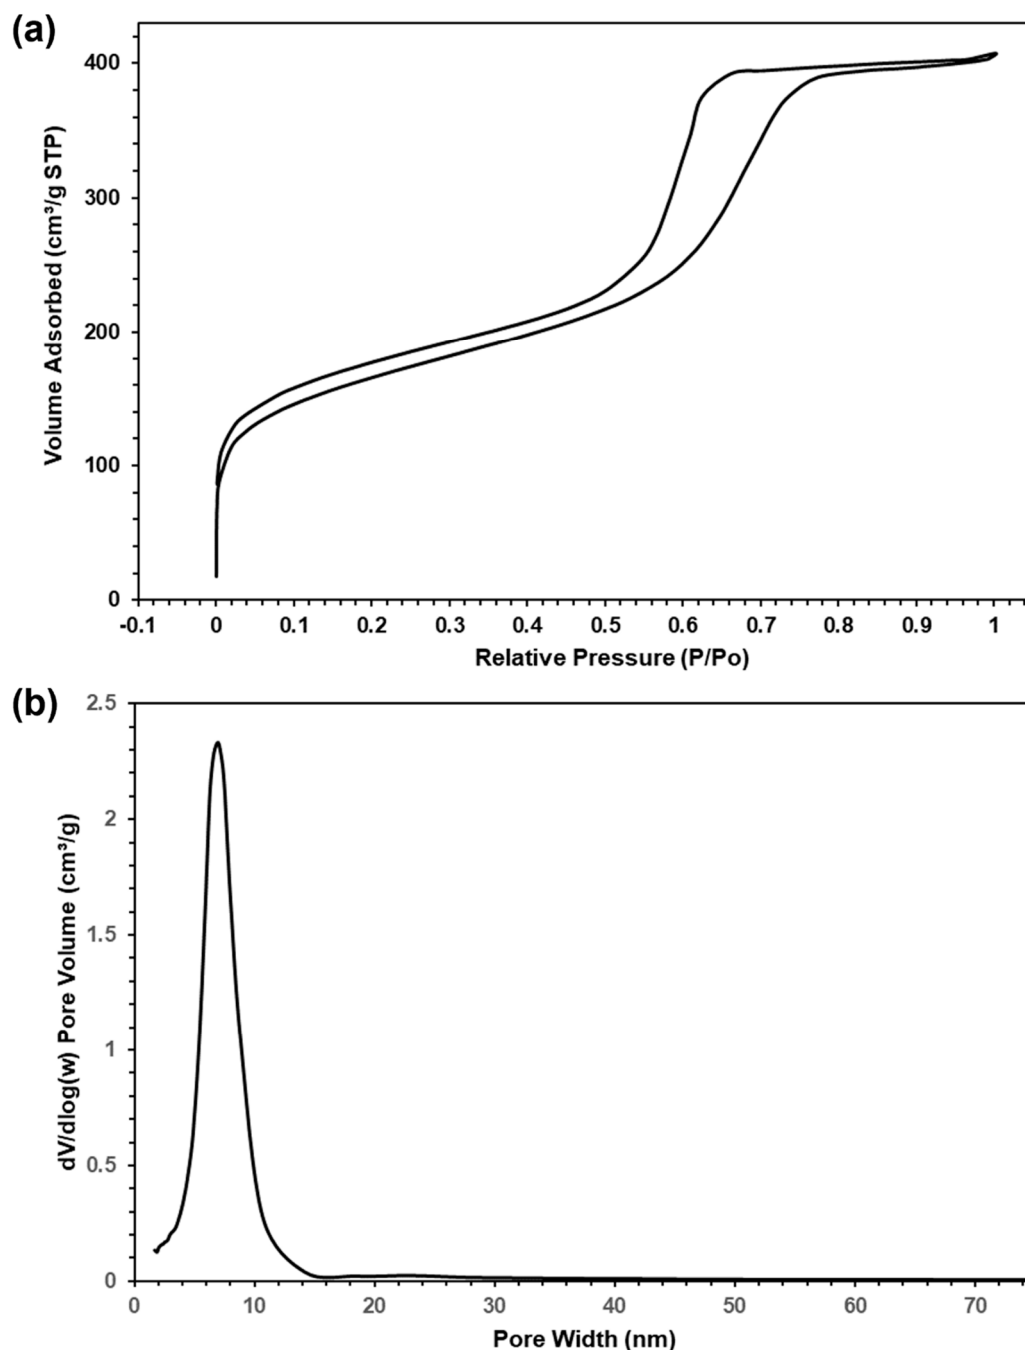 (a)
400
300
200
100
0
Volume Adsorbed (cm³/g STP)
-0.1 0 0.1 0.2 0.3 0.4 0.5 0.6 0.7 0.8 0.9 1
Relative Pressure (P/Po)
(b)
2.5
2
1.5
1
0.5
0
dV/dlog(w) Pore Volume (cm³/g)
0 10 20 30 40 50 60 70
Pore Width (nm)